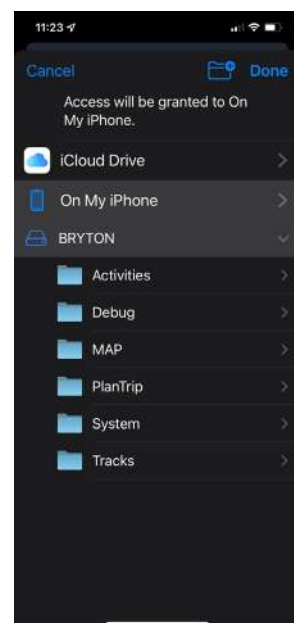 11:23
Cancel Done
Access will be granted to On
My iPhone.
iCloud Drive
On My iPhone
BRYTON
Activities
Debug
MAP
PlanTrip
System
Tracks